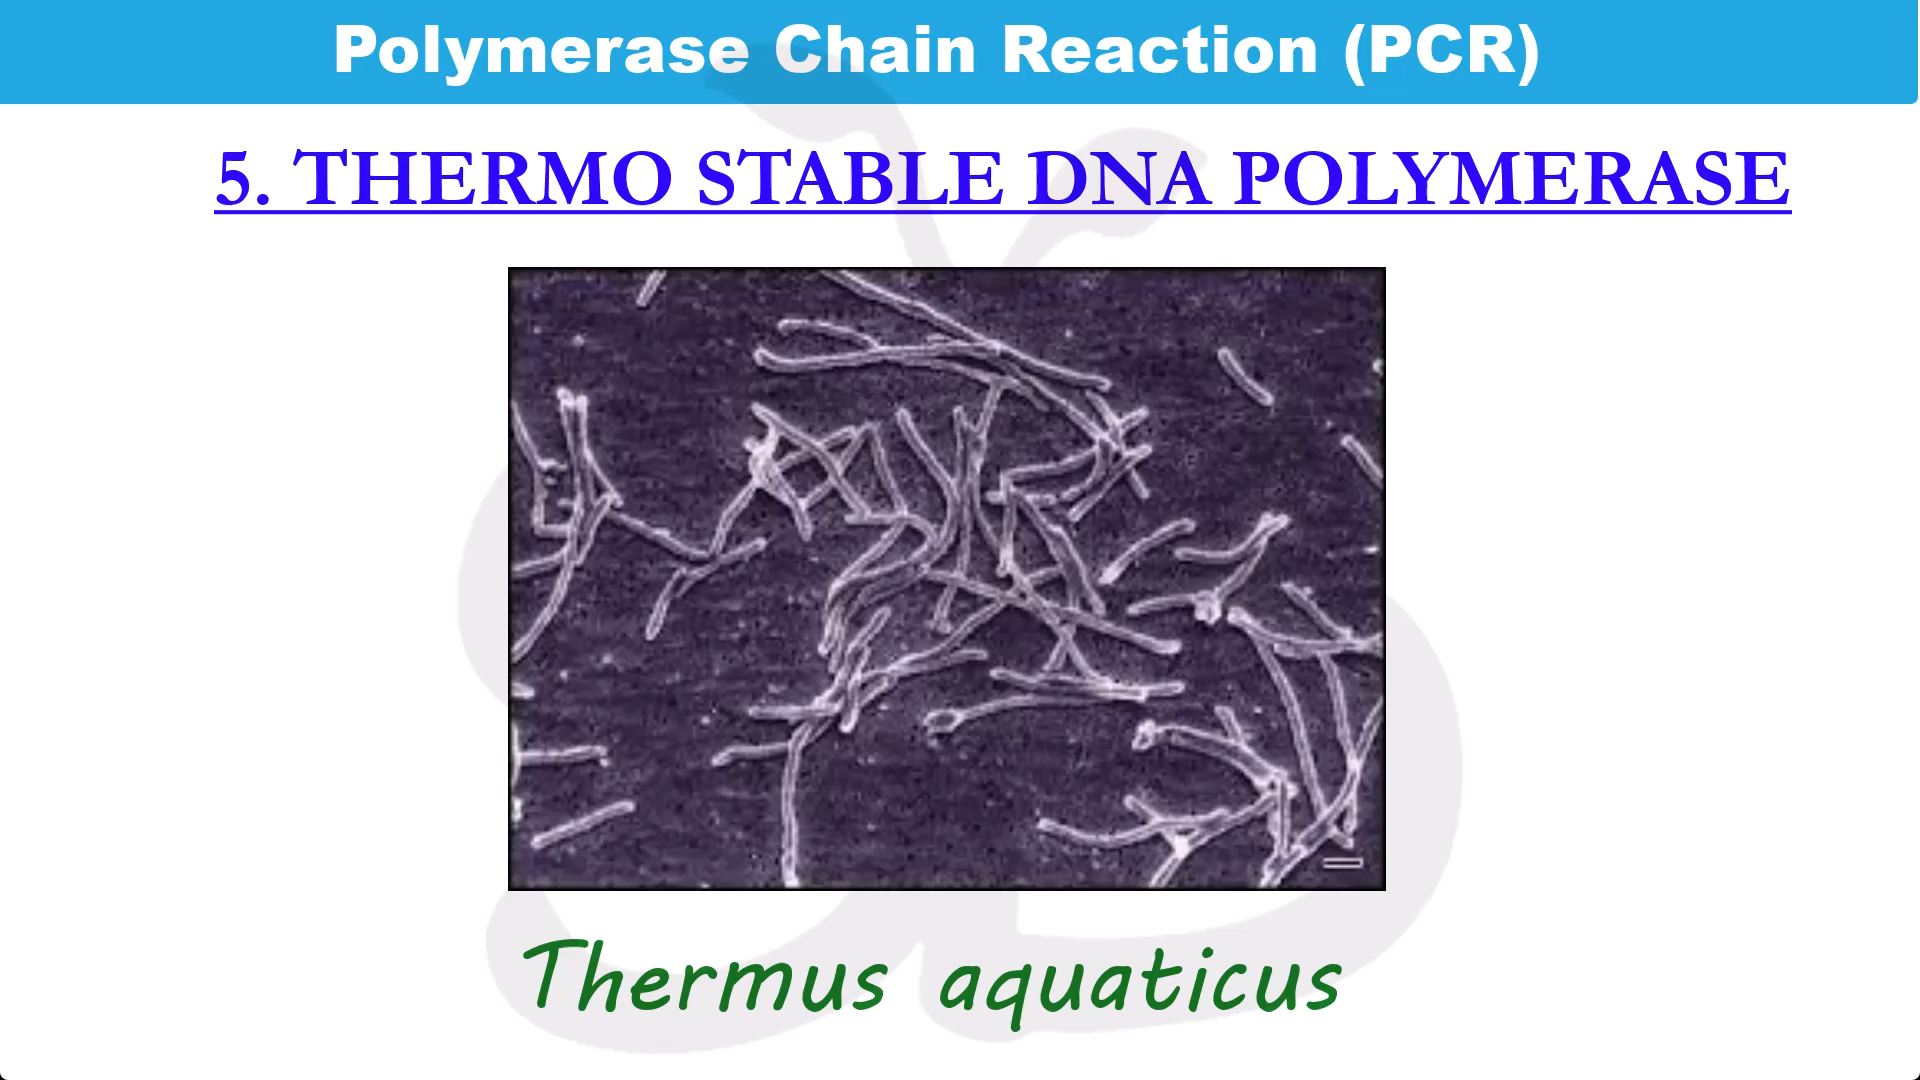 Polymerase Chain Reaction (PCR)
5. THERMO STABLE DNA POLYMERASE
Thermus aquaticus